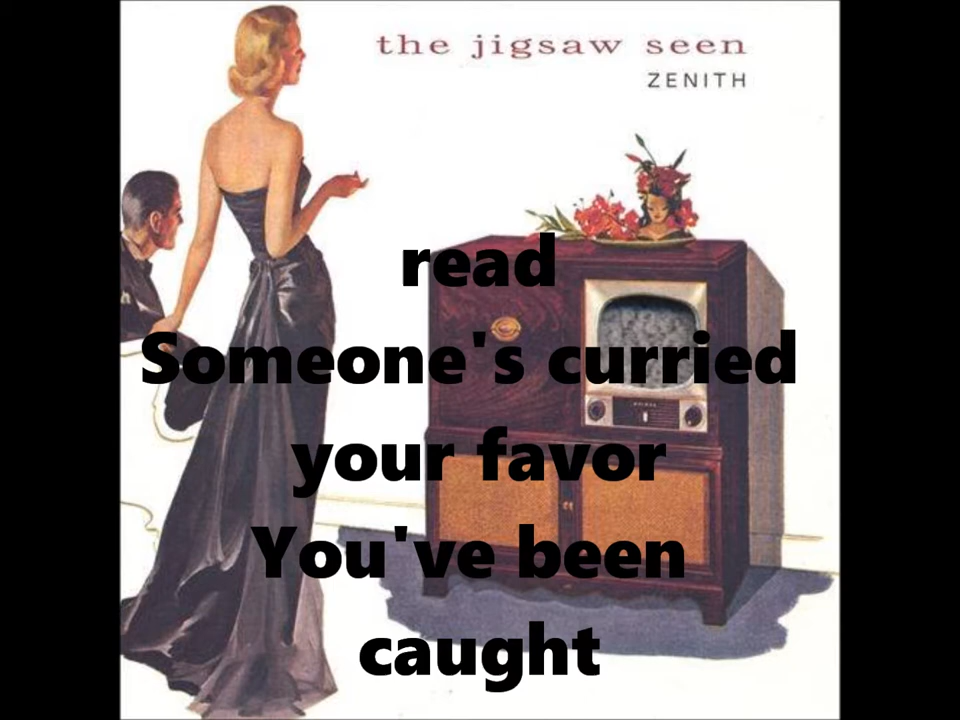 the jigsaw seen
ZENITH
read
Someone's curried
your favor
You've been
caught